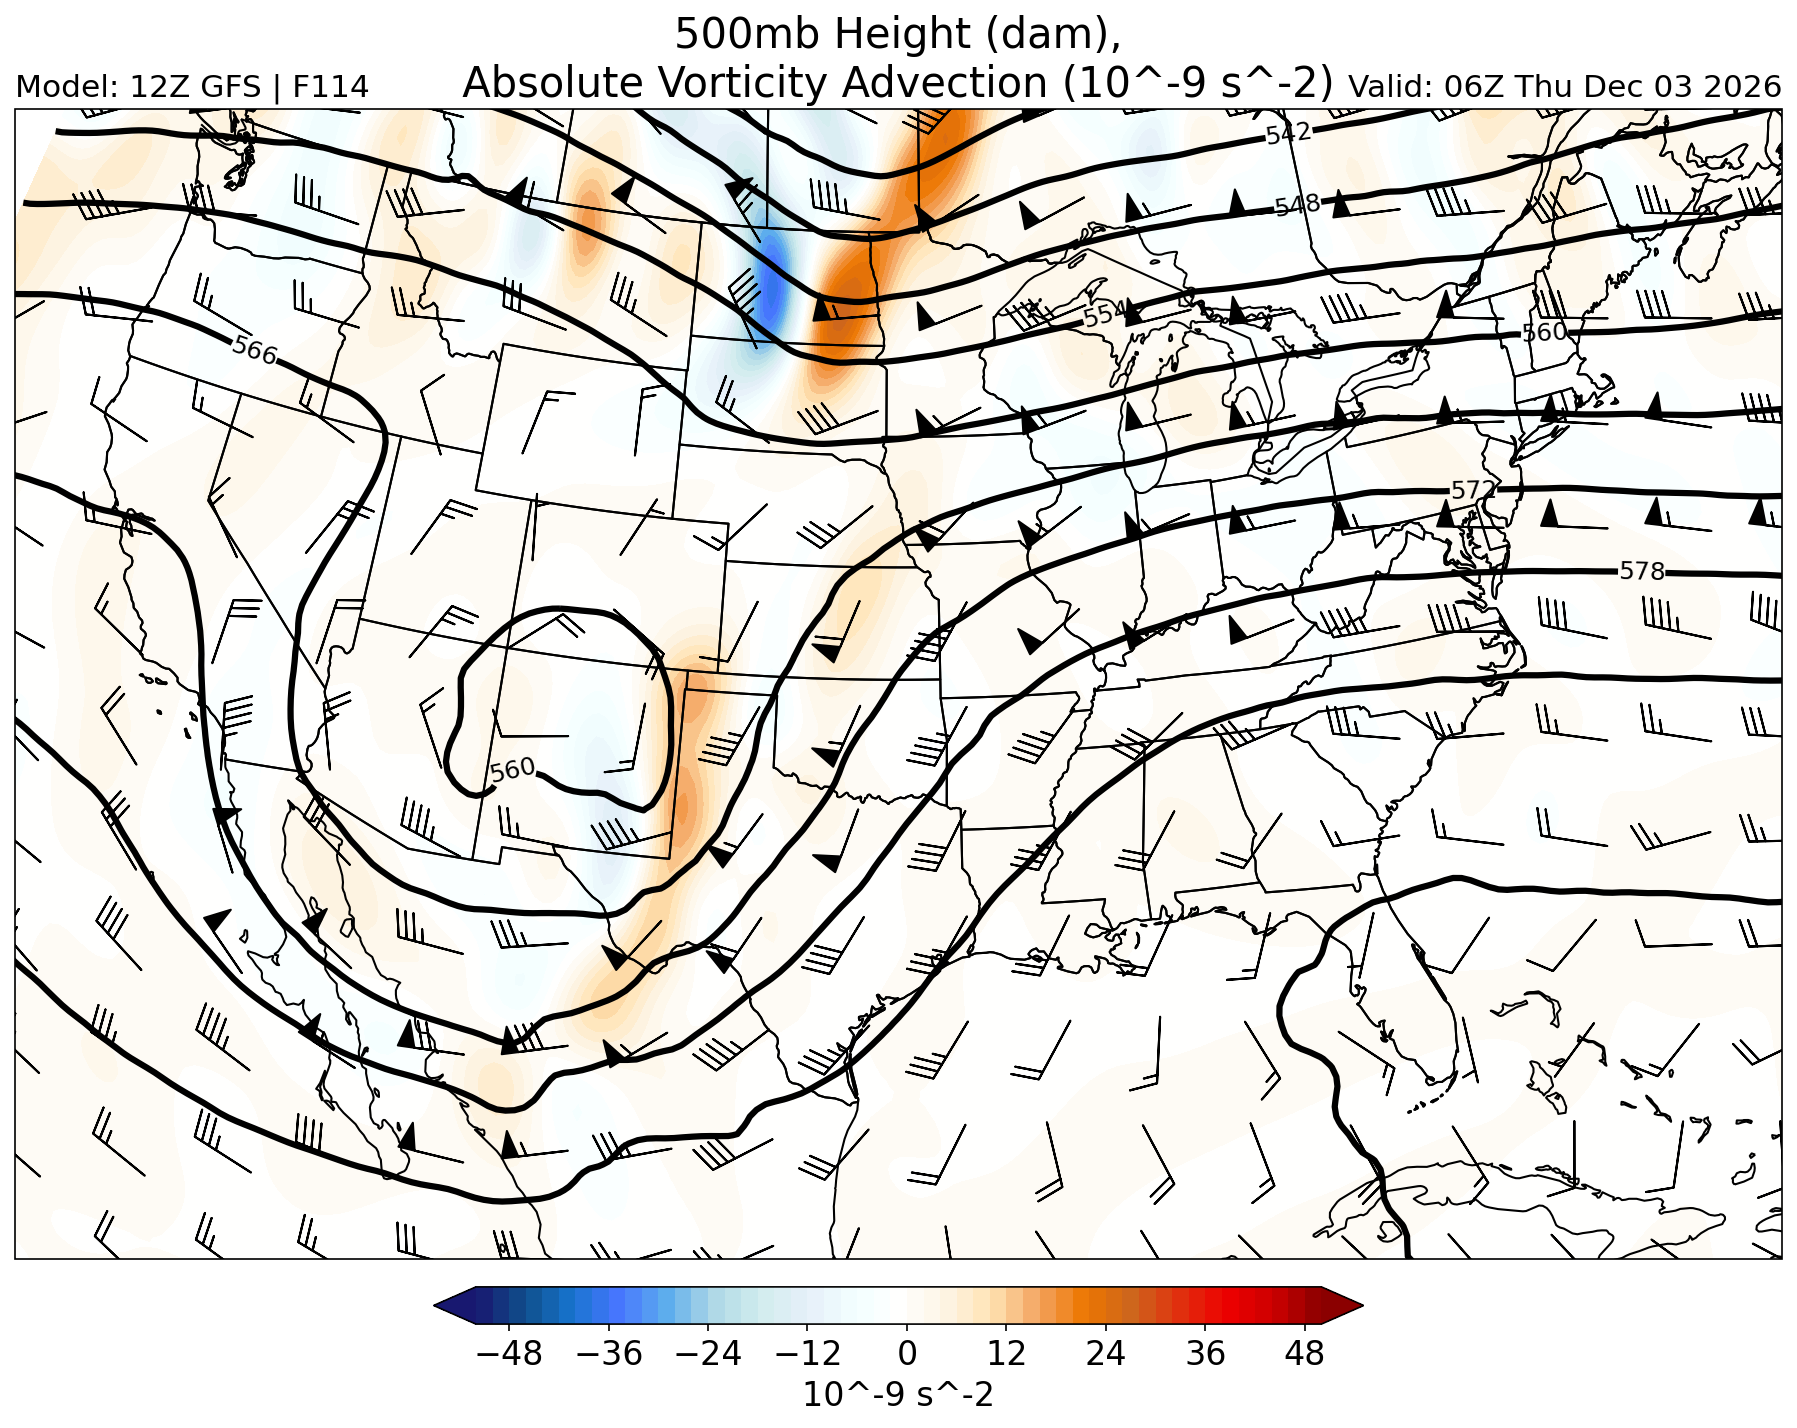 500mb Height (dam),
Model: 12Z GFS | F114
Absolute Vorticity Advection (10^-9 s^-2)
Valid: 06Z Thu Dec 03 2026
542
548
554
560
566
572
578
560
−48 −36 −24 −12 0 12 24 36 48
10^-9 s^-2